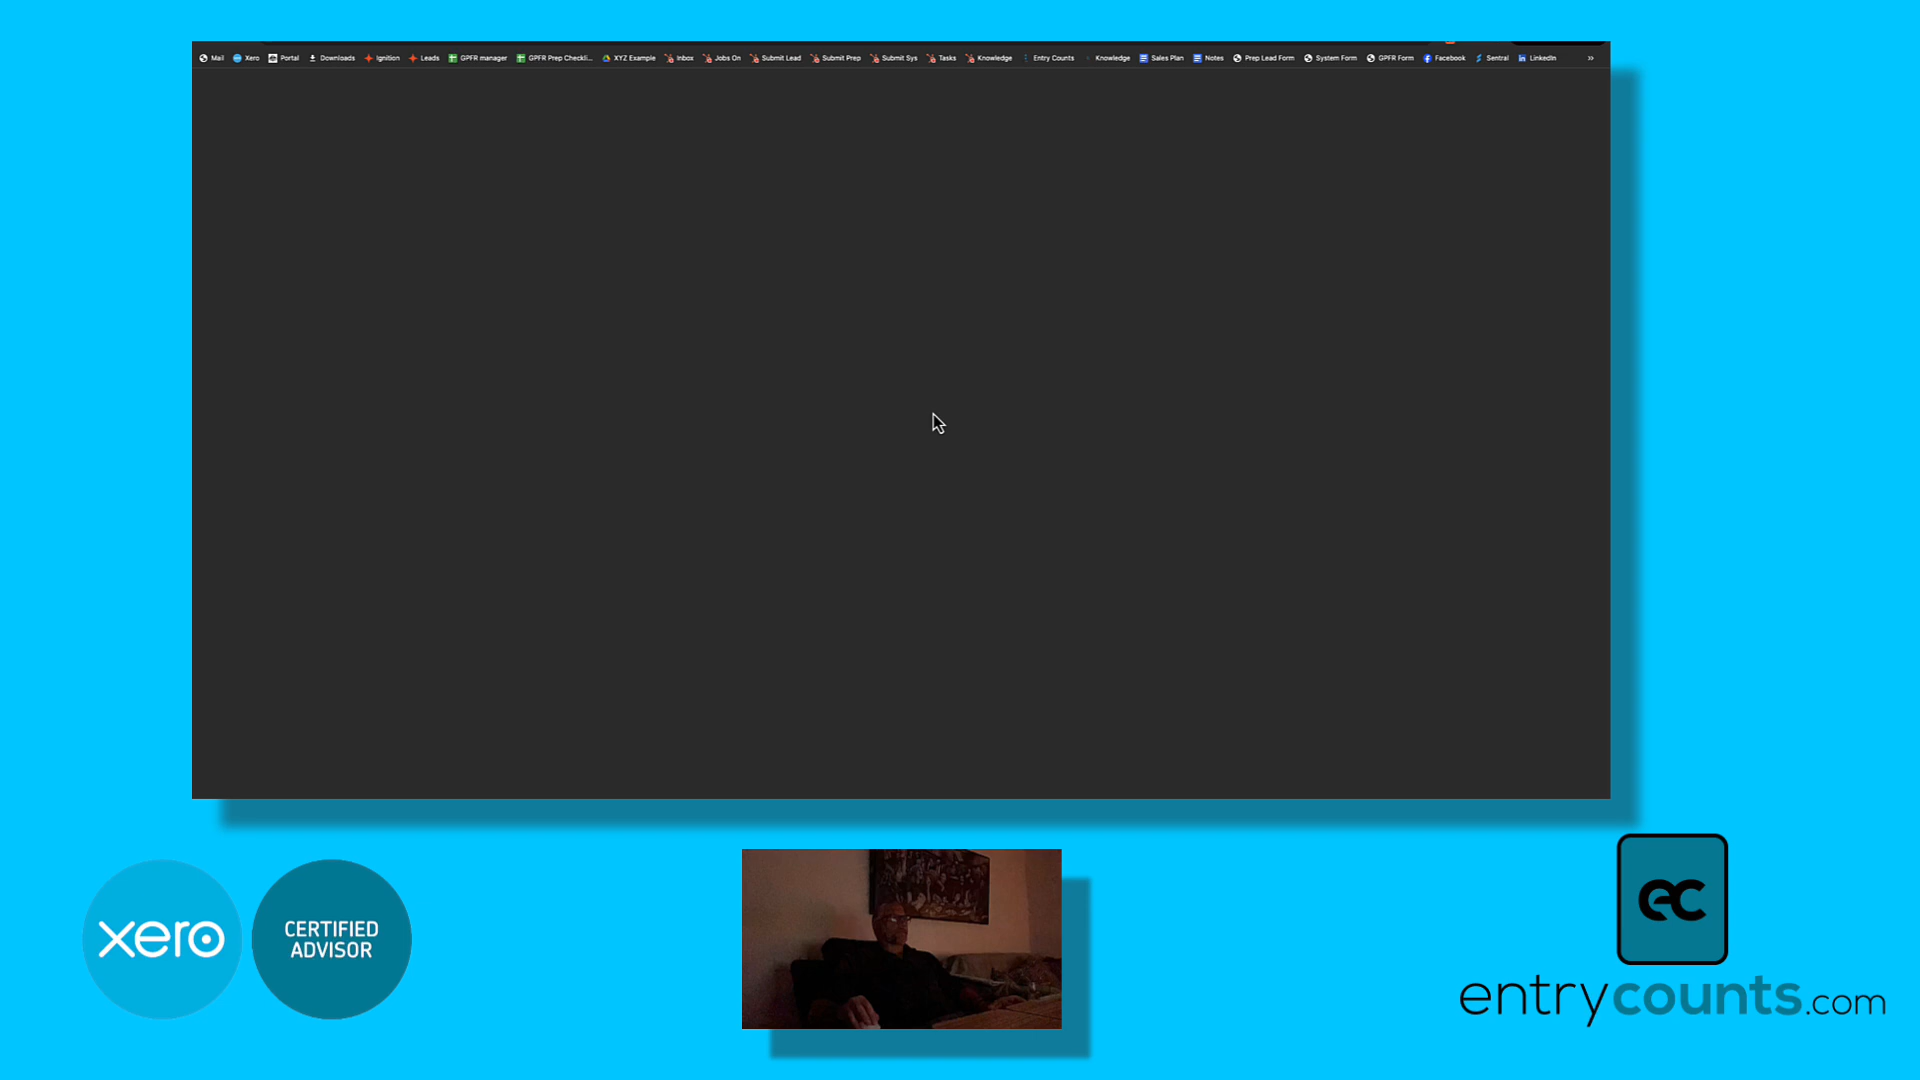 Mail Xero Portal Downloads Ignition Leads GPFR manager GPFR Prep Checkli... XYZ Example Inbox Jobs On Submit Lead Submit Prep Submit Sys Tasks Knowledge Entry Counts Knowledge Sales Plan Notes Prep Lead Form System Form GPFR Form Facebook Sentral LinkedIn »
xero
CERTIFIED
ADVISOR
ec
entrycounts.com